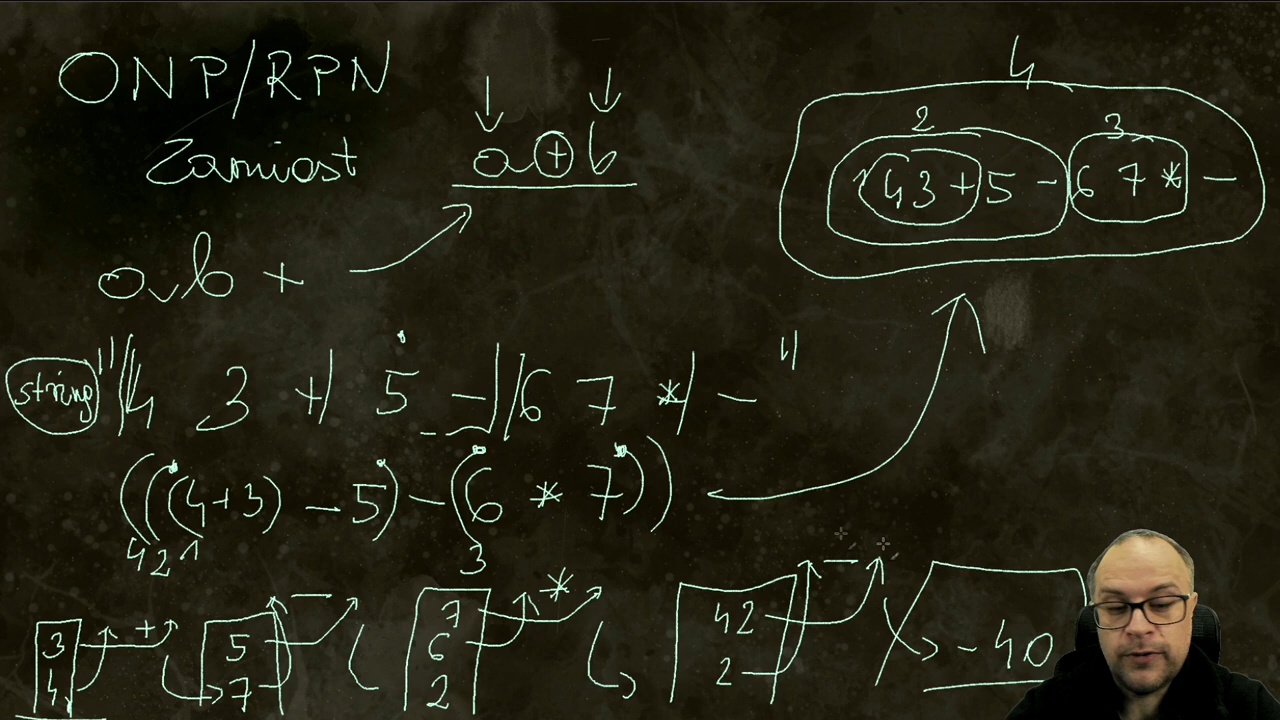 ONP/RPN
Zamiast
a + b
a b +
4
2 3
1 4 3 + 5 - 6 7 * -
string " 4 3 + 5 - 6 7 * - "
(((4+3) - 5) - (6 * 7))
4 2 1 3
3 + 5 - 7 * 42 - -40
4 7 6 2
2